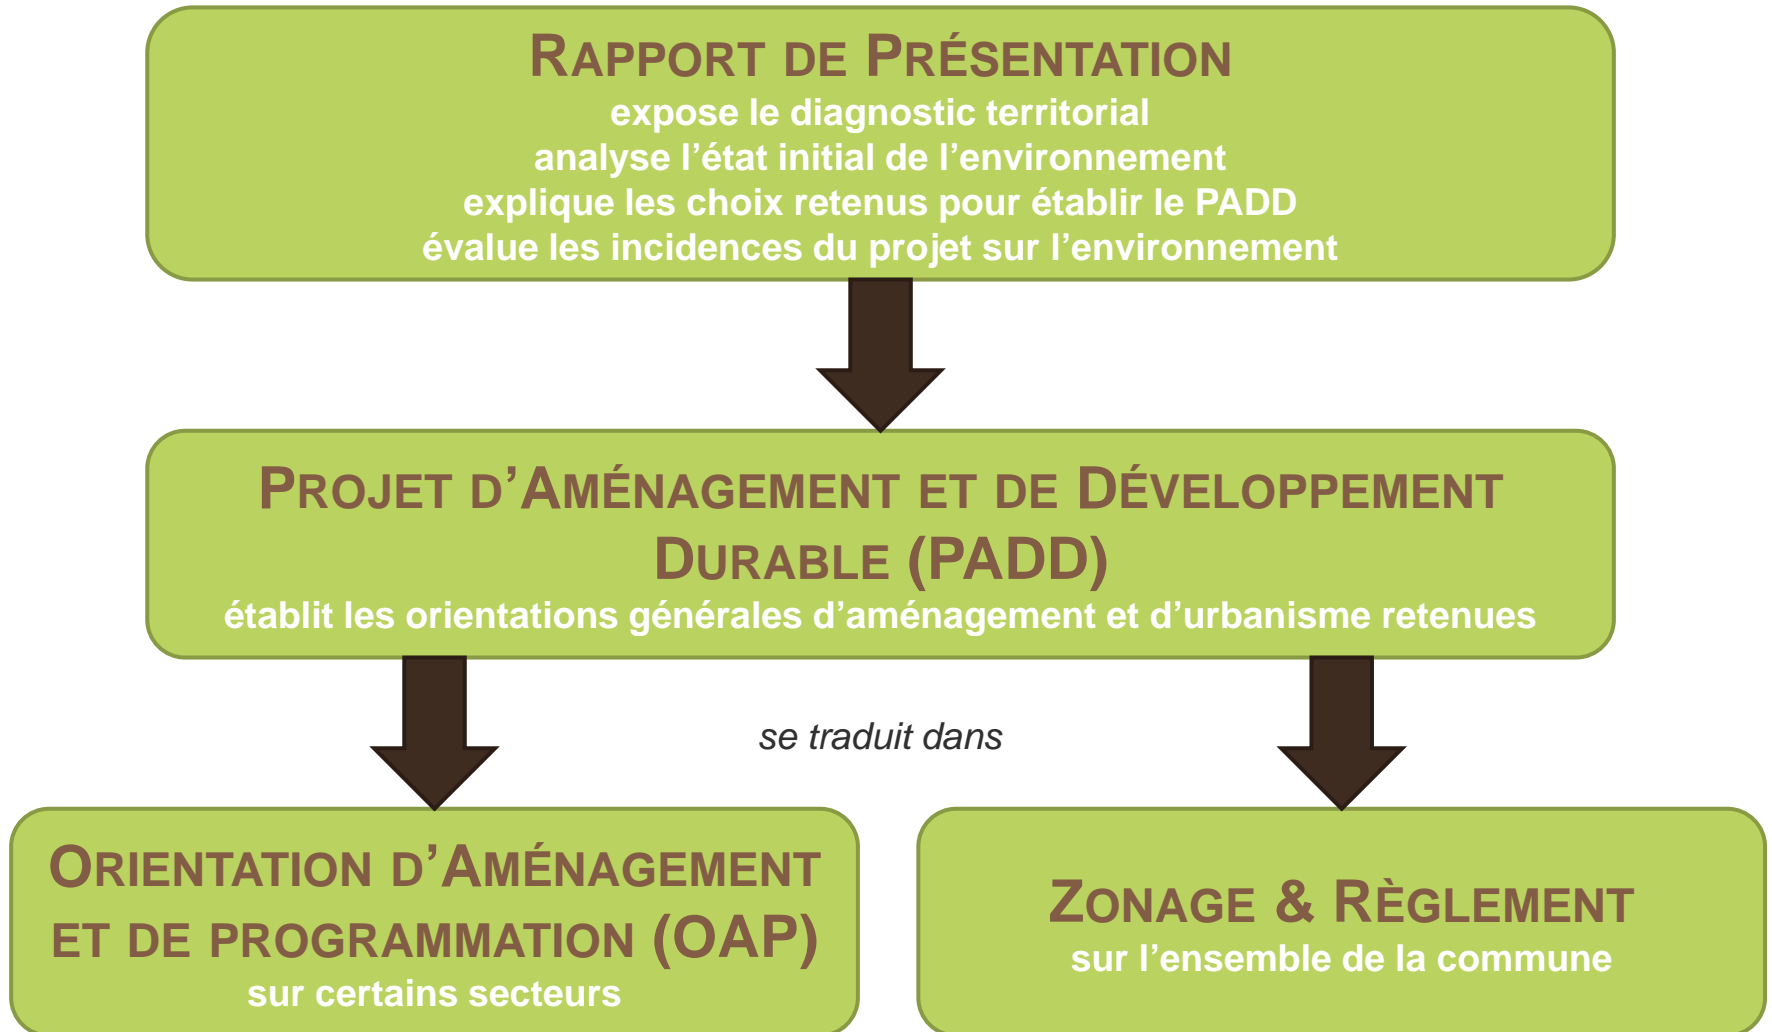 RAPPORT DE PRÉSENTATION
expose le diagnostic territorial
analyse l’état initial de l’environnement
explique les choix retenus pour établir le PADD
évalue les incidences du projet sur l’environnement
PROJET D’AMÉNAGEMENT ET DE DÉVELOPPEMENT
DURABLE (PADD)
établit les orientations générales d’aménagement et d’urbanisme retenues
se traduit dans
ORIENTATION D’AMÉNAGEMENT
ET DE PROGRAMMATION (OAP)
sur certains secteurs
ZONAGE & RÈGLEMENT
sur l’ensemble de la commune